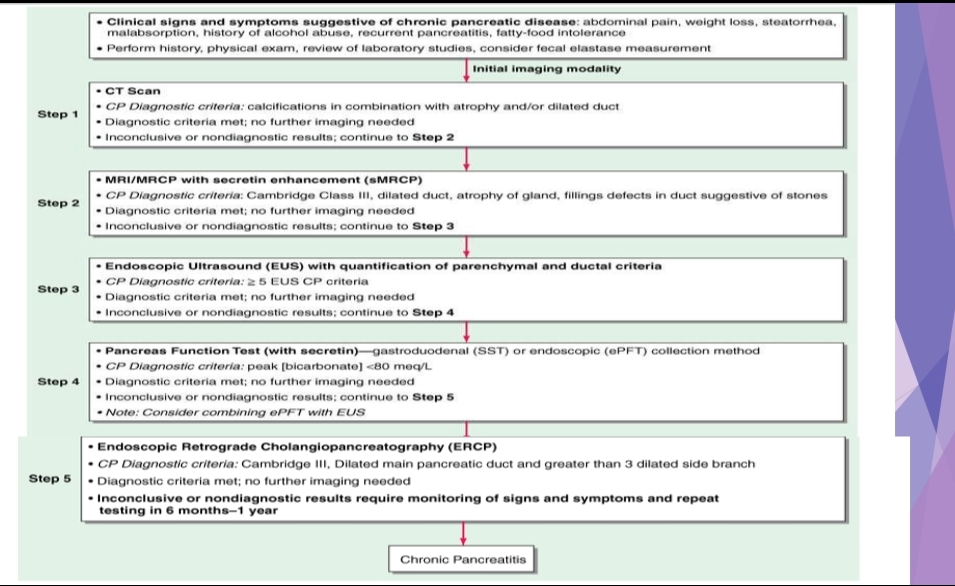 • Clinical signs and symptoms suggestive of chronic pancreatic disease: abdominal pain, weight loss, steatorrhea,
malabsorption, history of alcohol abuse, recurrent pancreatitis, fatty-food intolerance
• Perform history, physical exam, review of laboratory studies, consider fecal elastase measurement
Initial imaging modality
Step 1
• CT Scan
• CP Diagnostic criteria: calcifications in combination with atrophy and/or dilated duct
• Diagnostic criteria met; no further imaging needed
• Inconclusive or nondiagnostic results; continue to Step 2
Step 2
• MRI/MRCP with secretin enhancement (sMRCP)
• CP Diagnostic criteria: Cambridge Class III, dilated duct, atrophy of gland, fillings defects in duct suggestive of stones
• Diagnostic criteria met; no further imaging needed
• Inconclusive or nondiagnostic results; continue to Step 3
Step 3
• Endoscopic Ultrasound (EUS) with quantification of parenchymal and ductal criteria
• CP Diagnostic criteria: ≥ 5 EUS CP criteria
• Diagnostic criteria met; no further imaging needed
• Inconclusive or nondiagnostic results; continue to Step 4
Step 4
• Pancreas Function Test (with secretin)—gastroduodenal (SST) or endoscopic (ePFT) collection method
• CP Diagnostic criteria: peak [bicarbonate] <80 meq/L
• Diagnostic criteria met; no further imaging needed
• Inconclusive or nondiagnostic results; continue to Step 5
• Note: Consider combining ePFT with EUS
Step 5
• Endoscopic Retrograde Cholangiopancreatography (ERCP)
• CP Diagnostic criteria: Cambridge III, Dilated main pancreatic duct and greater than 3 dilated side branch
• Diagnostic criteria met; no further imaging needed
• Inconclusive or nondiagnostic results require monitoring of signs and symptoms and repeat
testing in 6 months–1 year
Chronic Pancreatitis